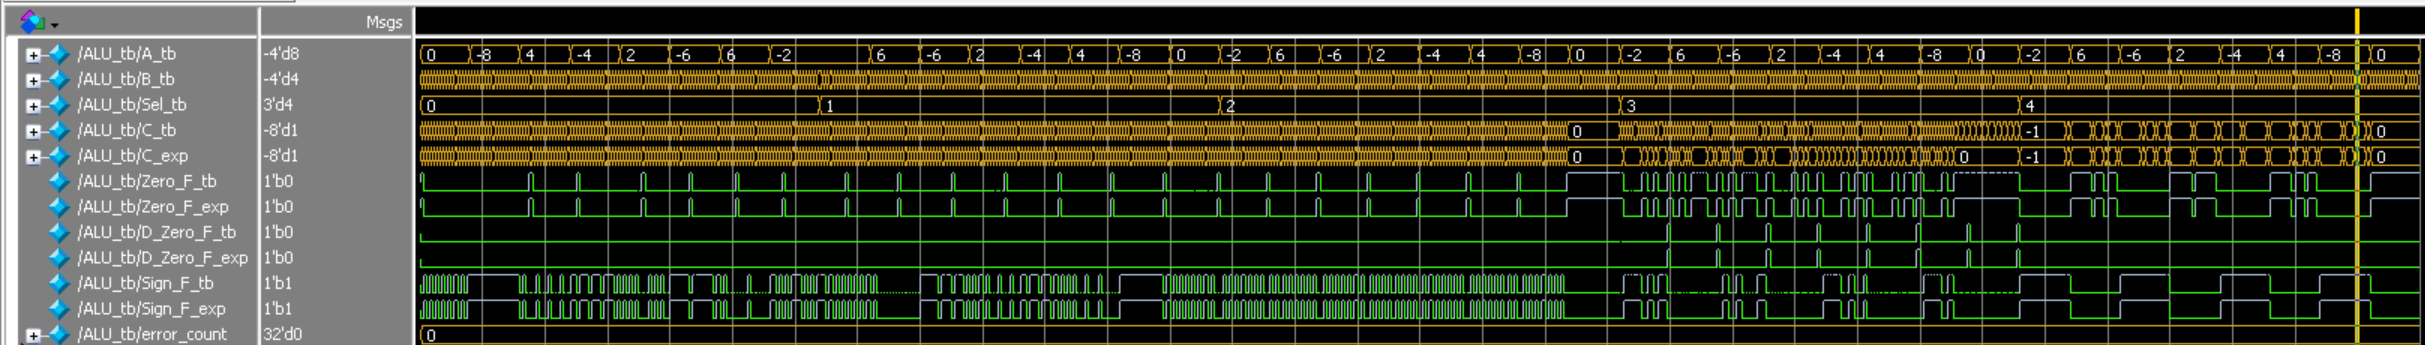 Msgs
/ALU_tb/A_tb -4'd8 0 -8 4 -4 2 -6 6 -2 6 -6 2 -4 4 -8 0 -2 6 -6 2 -4 4 -8 0 -2 6 -6 2 -4 4 -8 0 -2 6 -6 2 -4 4 -8 0
/ALU_tb/B_tb -4'd4
/ALU_tb/Sel_tb 3'd4 0 1 2 3 4
/ALU_tb/C_tb -8'd1 0 -1 0
/ALU_tb/C_exp -8'd1 0 0 -1 0
/ALU_tb/Zero_F_tb 1'b0
/ALU_tb/Zero_F_exp 1'b0
/ALU_tb/D_Zero_F_tb 1'b0
/ALU_tb/D_Zero_F_exp 1'b0
/ALU_tb/Sign_F_tb 1'b1
/ALU_tb/Sign_F_exp 1'b1
/ALU_tb/error_count 32'd0 0